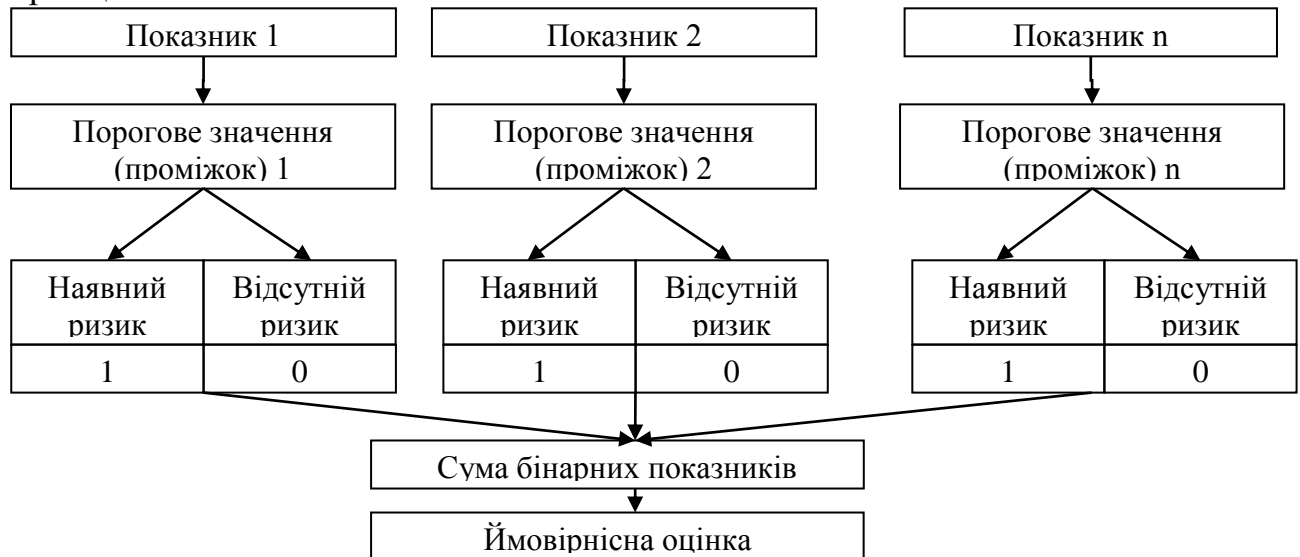 Показник 1
Показник 2
Показник n
Порогове значення
(проміжок) 1
Порогове значення
(проміжок) 2
Порогове значення
(проміжок) n
Наявний
ризик
Відсутній
ризик
Наявний
ризик
Відсутній
ризик
Наявний
ризик
Відсутній
ризик
1
0
1
0
1
0
Сума бінарних показників
Ймовірнісна оцінка